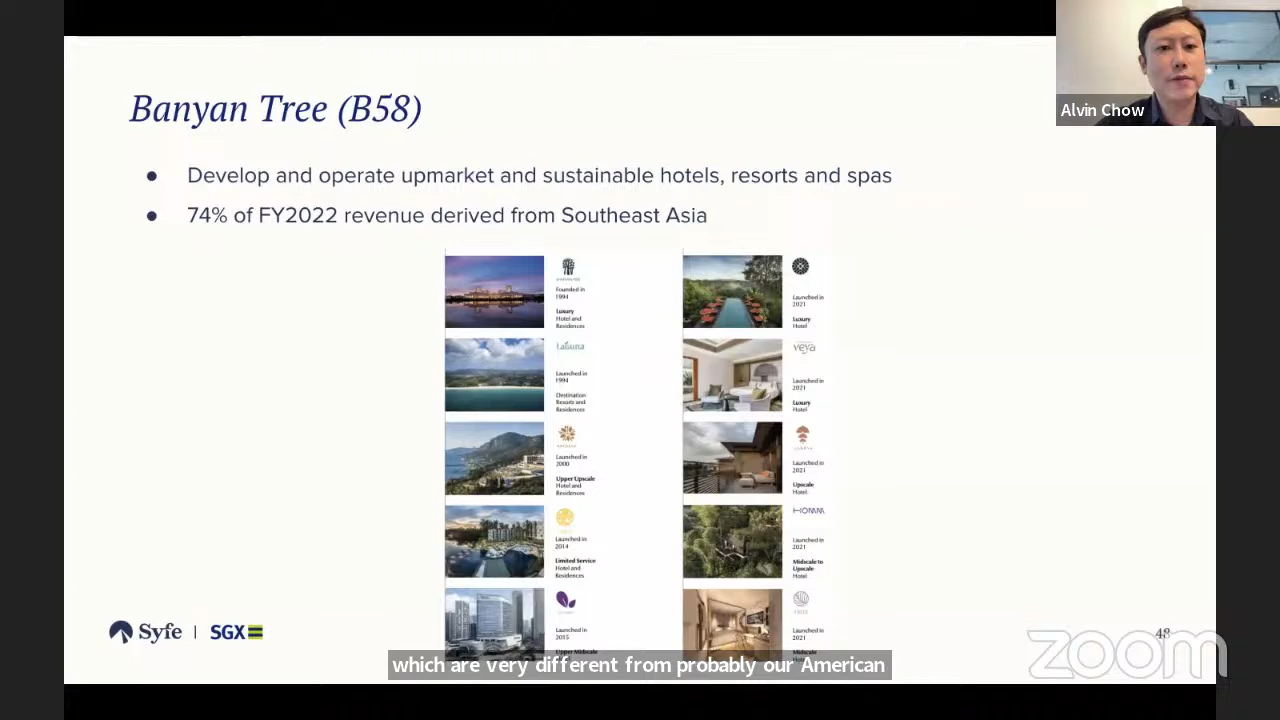 Banyan Tree (B58)
Alvin Chow
● Develop and operate upmarket and sustainable hotels, resorts and spas
● 74% of FY2022 revenue derived from Southeast Asia
Founded in
1994
Luxury
Hotel and
Residences
Laguna
Launched in
1994
Destination
Resorts and
Residences
Launched in
2000
Upper Upscale
Hotel and
Residences
Launched in
2014
Limited Service
Hotel and
Residences
Launched in
2015
Upper Midscale
Launched in
2021
Luxury
Hotel
veya
Launched in
2021
Luxury
Hotel
Launched in
2021
Upscale
Hotel
HOMM
Launched in
2021
Midscale to
Upscale
Hotel
Launched in
2021
Midscale
Syfe | SGX
48
zoom
which are very different from probably our American